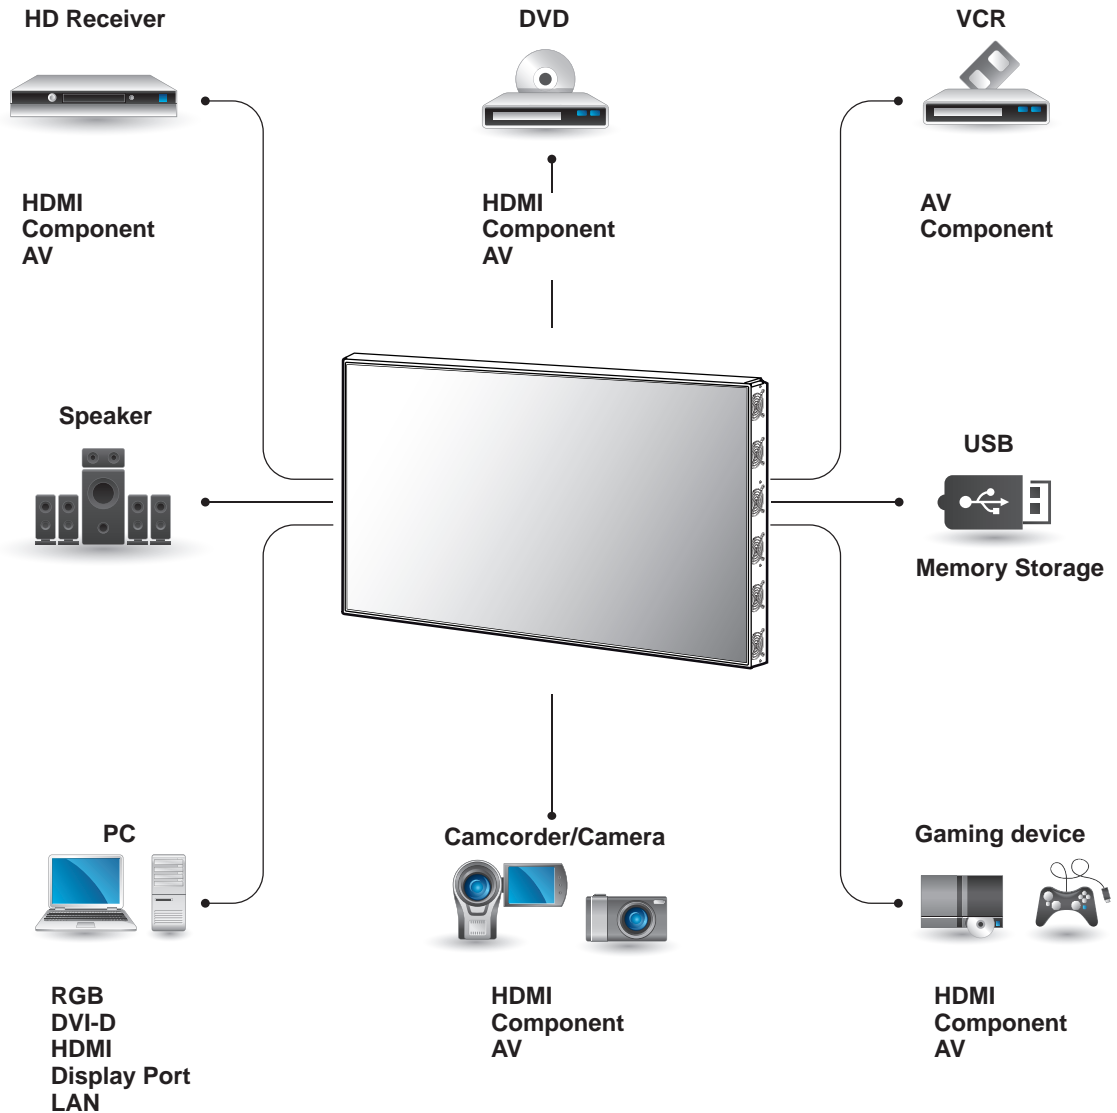 HD Receiver
HDMI
Component
AV
DVD
HDMI
Component
AV
VCR
AV
Component
Speaker
USB
Memory Storage
PC
RGB
DVI-D
HDMI
Display Port
LAN
Camcorder/Camera
HDMI
Component
AV
Gaming device
HDMI
Component
AV